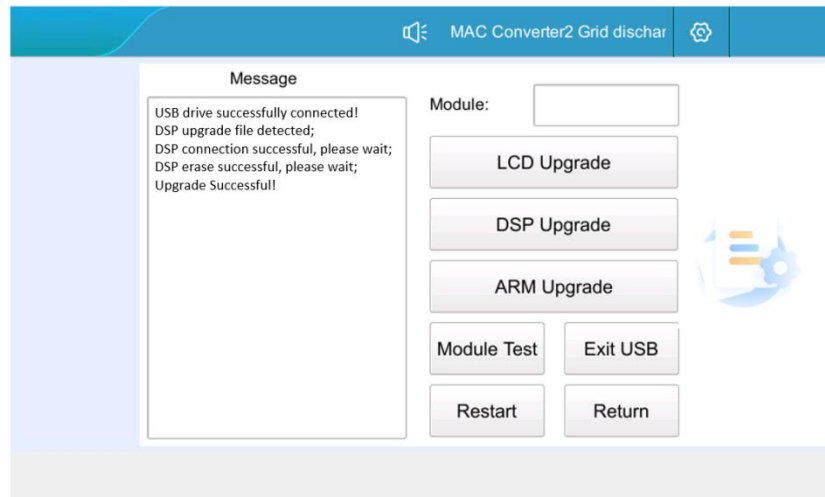 MAC Converter2 Grid dischar
Message
USB drive successfully connected!
DSP upgrade file detected;
DSP connection successful, please wait;
DSP erase successful, please wait;
Upgrade Successful!
Module:
LCD Upgrade
DSP Upgrade
ARM Upgrade
Module Test
Exit USB
Restart
Return